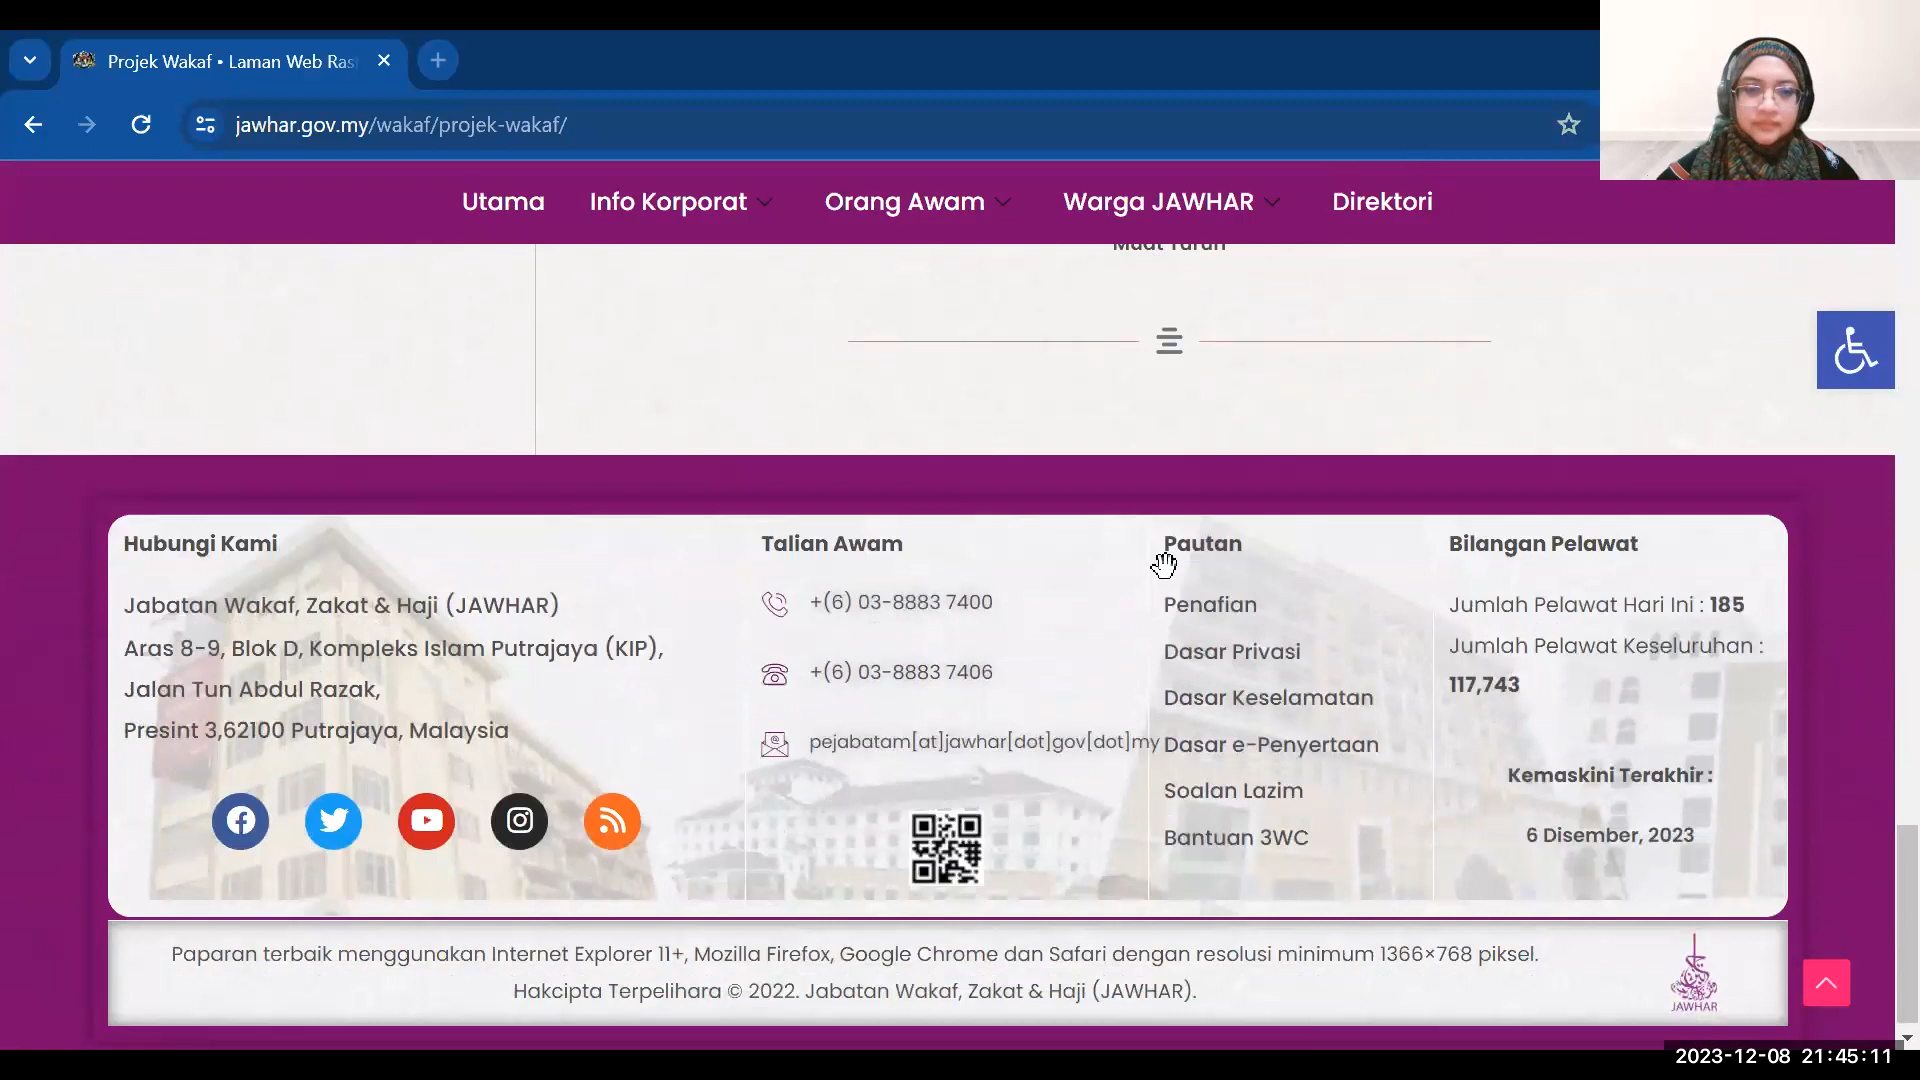 Projek Wakaf • Laman Web Ras
jawhar.gov.my/wakaf/projek-wakaf/
Utama
Info Korporat
Orang Awam
Warga JAWHAR
Direktori
Hubungi Kami
Jabatan Wakaf, Zakat & Haji (JAWHAR)
Aras 8-9, Blok D, Kompleks Islam Putrajaya (KIP),
Jalan Tun Abdul Razak,
Presint 3,62100 Putrajaya, Malaysia
Talian Awam
+(6) 03-8883 7400
+(6) 03-8883 7406
pejabatam[at]jawhar[dot]gov[dot]my
Pautan
Penafian
Dasar Privasi
Dasar Keselamatan
Dasar e-Penyertaan
Soalan Lazim
Bantuan 3WC
Bilangan Pelawat
Jumlah Pelawat Hari Ini : 185
Jumlah Pelawat Keseluruhan :
117,743
Kemaskini Terakhir :
6 Disember, 2023
Paparan terbaik menggunakan Internet Explorer 11+, Mozilla Firefox, Google Chrome dan Safari dengan resolusi minimum 1366×768 piksel.
Hakcipta Terpelihara © 2022. Jabatan Wakaf, Zakat & Haji (JAWHAR).
JAWHAR
2023-12-08 21:45:11